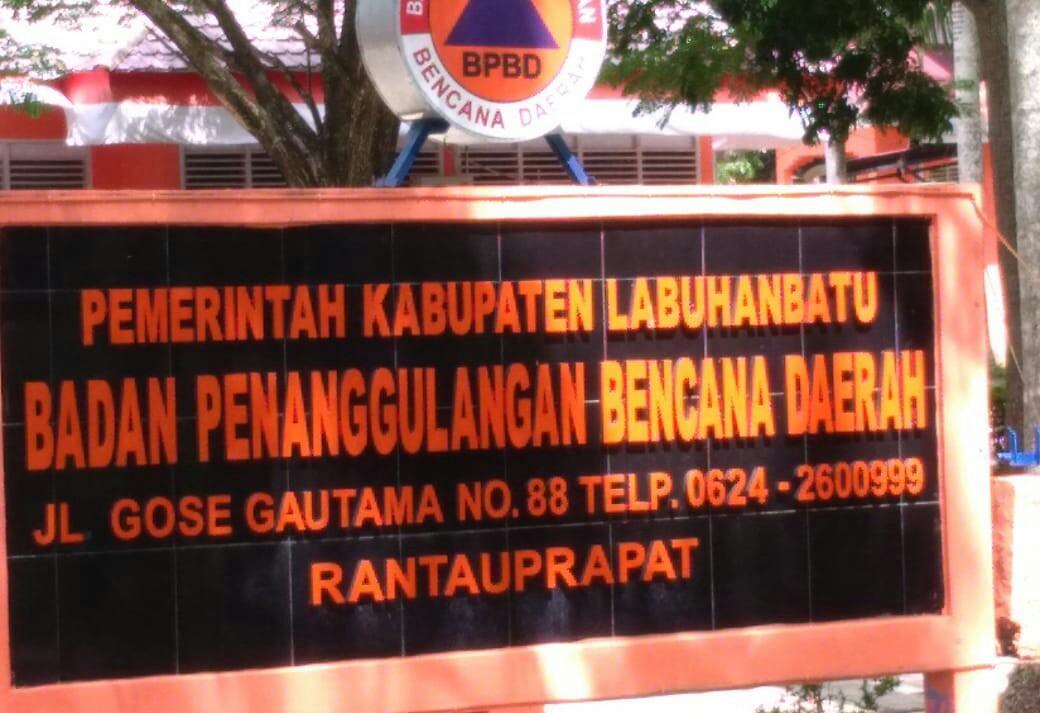 BPBD
BENCANA DAERAH
PEMERINTAH KABUPATEN LABUHANBATU
BADAN PENANGGULANGAN BENCANA DAERAH
JL GOSE GAUTAMA NO. 88 TELP. 0624 - 2600999
RANTAUPRAPAT